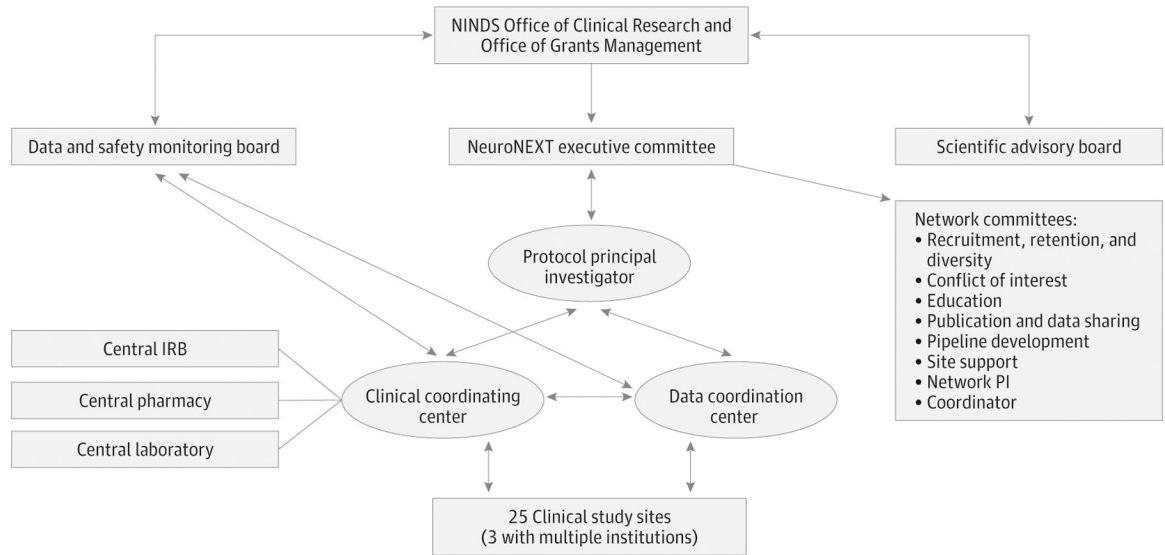 NINDS Office of Clinical Research and
Office of Grants Management
Data and safety monitoring board
NeuroNEXT executive committee
Scientific advisory board
Network committees:
• Recruitment, retention, and
diversity
• Conflict of interest
• Education
• Publication and data sharing
• Pipeline development
• Site support
• Network PI
• Coordinator
Protocol principal
investigator
Central IRB
Central pharmacy
Central laboratory
Clinical coordinating
center
Data coordination
center
25 Clinical study sites
(3 with multiple institutions)